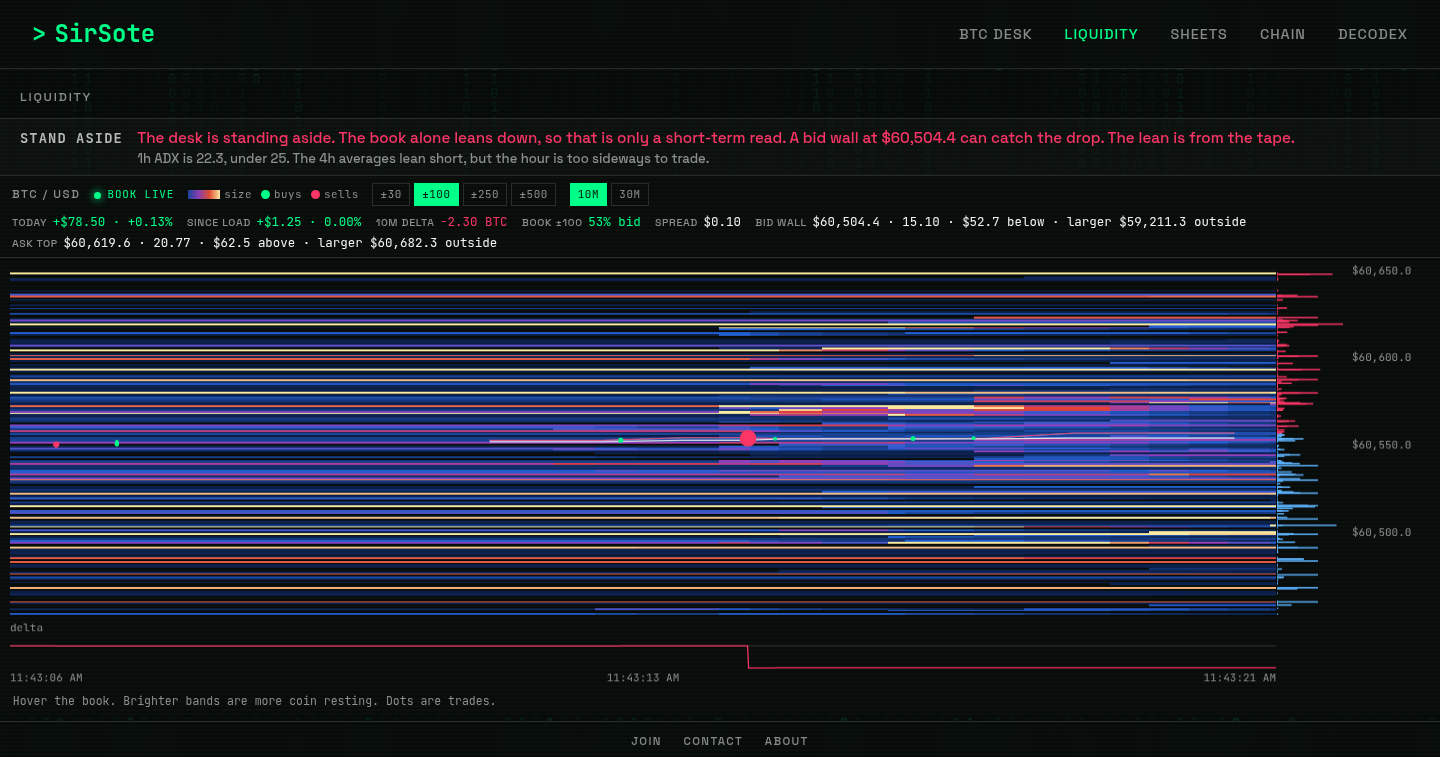 > SirSote
BTC DESK LIQUIDITY SHEETS CHAIN DECODEX
LIQUIDITY
STAND ASIDE The desk is standing aside. The book alone leans down, so that is only a short-term read. A bid wall at $60,504.4 can catch the drop. The lean is from the tape.
1h ADX is 22.3, under 25. The 4h averages lean short, but the hour is too sideways to trade.
BTC / USD BOOK LIVE size buys sells ±30 ±100 ±250 ±500 10M 30M
TODAY +$78.50 · +0.13% SINCE LOAD +$1.25 · 0.00% 10M DELTA -2.30 BTC BOOK ±100 53% bid SPREAD $0.10 BID WALL $60,504.4 · 15.10 · $52.7 below · larger $59,211.3 outside
ASK TOP $60,619.6 · 20.77 · $62.5 above · larger $60,682.3 outside
$60,650.0
$60,600.0
$60,550.0
$60,500.0
delta
11:43:06 AM 11:43:13 AM 11:43:21 AM
Hover the book. Brighter bands are more coin resting. Dots are trades.
JOIN CONTACT ABOUT